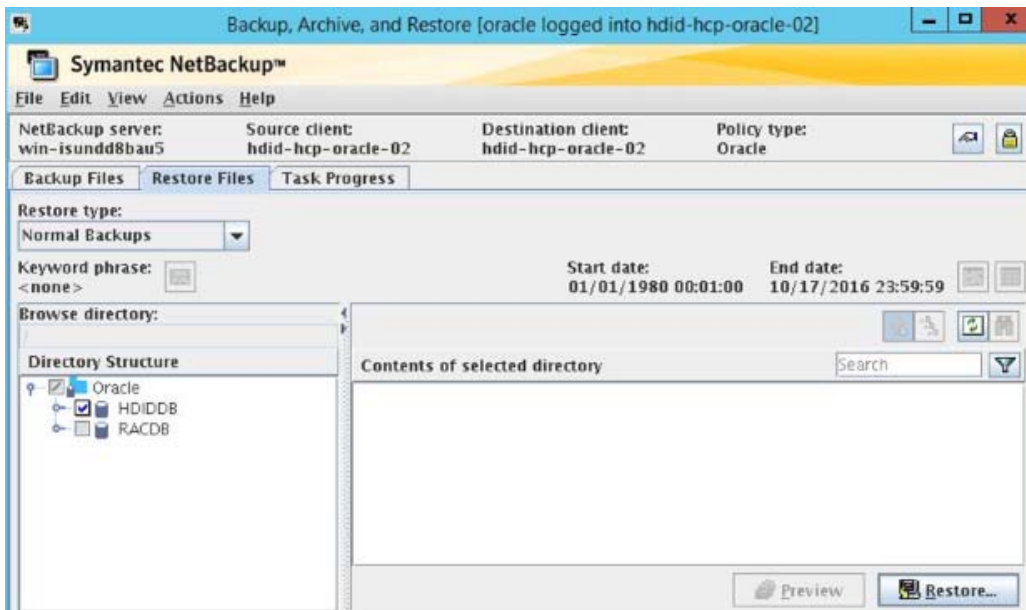 Backup, Archive, and Restore [oracle logged into hdid-hcp-oracle-02]
Symantec NetBackup™
File Edit View Actions Help
NetBackup server: Source client: Destination client: Policy type:
win-isundd8bau5 hdid-hcp-oracle-02 hdid-hcp-oracle-02 Oracle
Backup Files Restore Files Task Progress
Restore type:
Normal Backups
Keyword phrase: Start date: End date:
<none> 01/01/1980 00:01:00 10/17/2016 23:59:59
Browse directory:
/
Directory Structure Contents of selected directory Search
Oracle
HDIDDB
RACDB
Preview Restore...